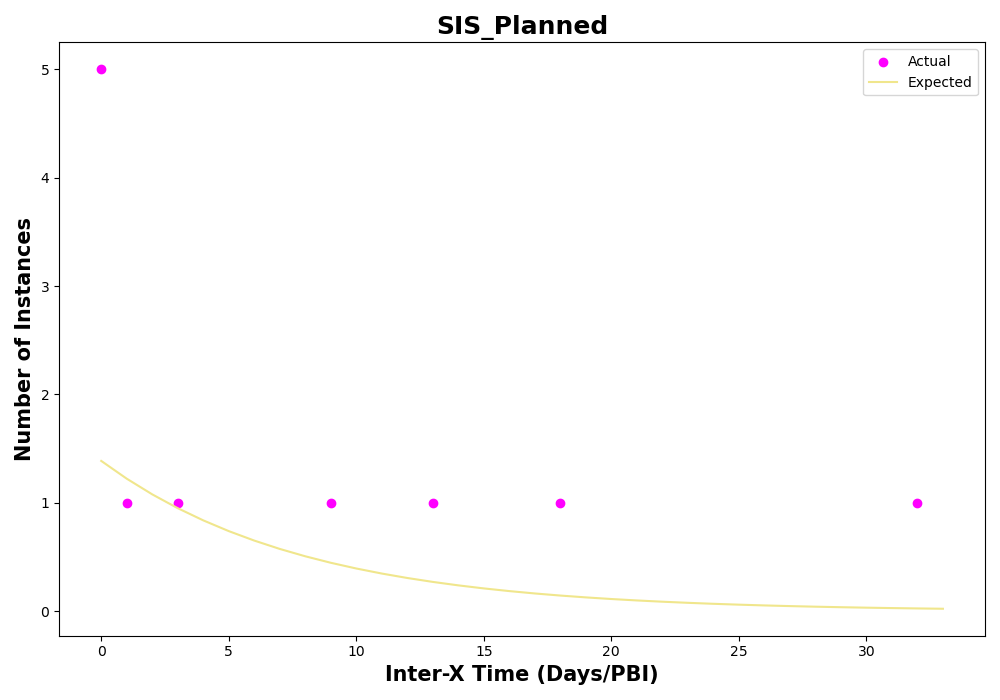 SIS_Planned
Actual
Expected
Number of Instances
5
4
3
2
1
0
0 5 10 15 20 25 30
Inter-X Time (Days/PBI)